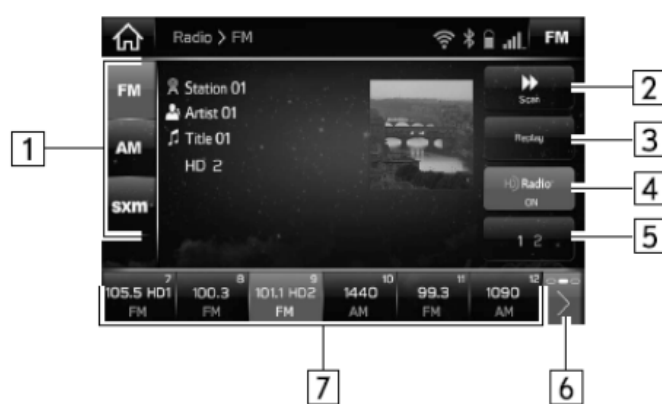 Radio > FM
FM
FM
AM
sxm
Station 01
Artist 01
Title 01
HD 2
Scan
Replay
HD Radio
ON
1 2
7
105.5 HD1
FM
8
100.3
FM
9
101.1 HD2
FM
10
1440
AM
11
99.3
FM
12
1090
AM
>
1
2
3
4
5
6
7